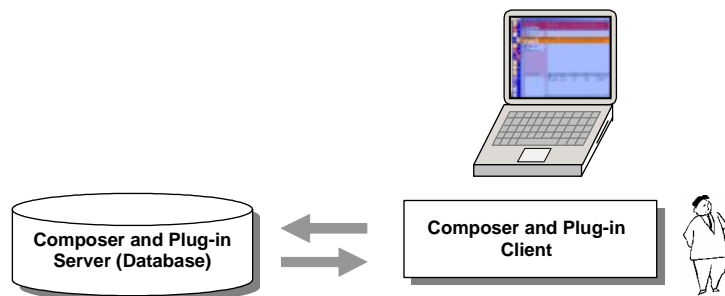 Composer and Plug-in
Server (Database)
Composer and Plug-in
Client